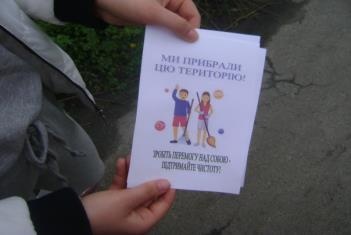 МИ ПРИБРАЛИ
ЦЮ ТЕРИТОРІЮ!
ЗРОБІТЬ ПЕРЕМОГУ НАД СОБОЮ -
ПІДТРИМАЙТЕ ЧИСТОТУ!